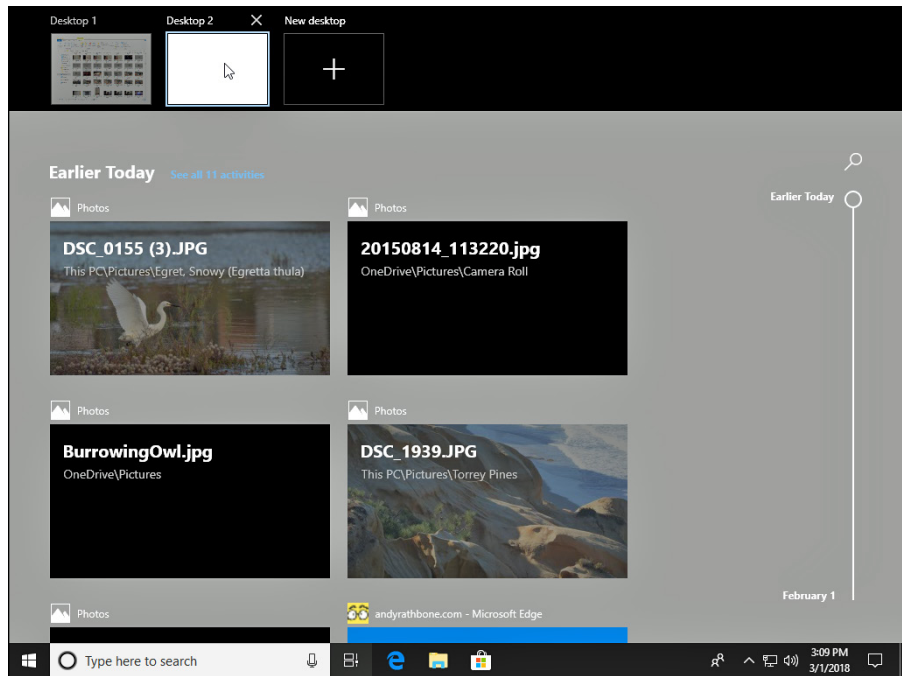 Desktop 1
Desktop 2
New desktop
Earlier Today See all 11 activities
Earlier Today
Photos
DSC_0155 (3).JPG
This PC\Pictures\Egret, Snowy (Egretta thula)
Photos
20150814_113220.jpg
OneDrive\Pictures\Camera Roll
Photos
BurrowingOwl.jpg
OneDrive\Pictures
Photos
DSC_1939.JPG
This PC\Pictures\Torrey Pines
February 1
Photos
andyrathbone.com - Microsoft Edge
Type here to search
3:09 PM
3/1/2018